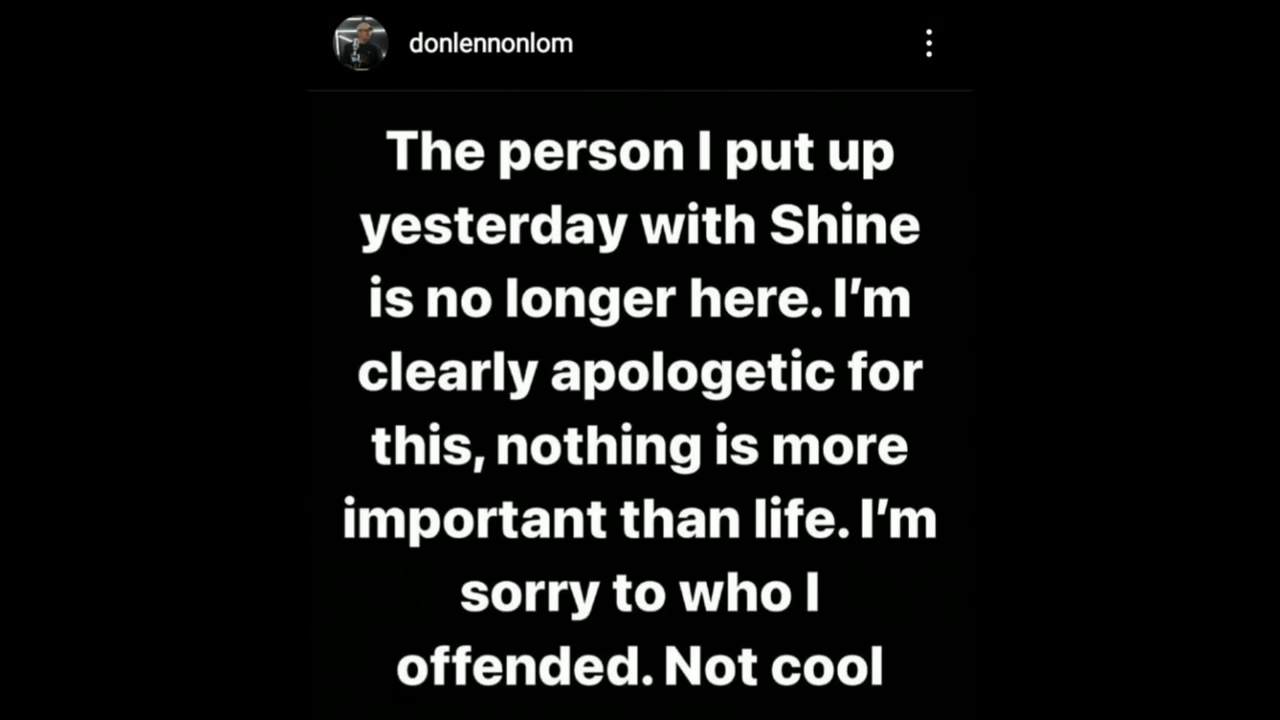 donlennonlom
The person I put up
yesterday with Shine
is no longer here. I’m
clearly apologetic for
this, nothing is more
important than life. I’m
sorry to who I
offended. Not cool